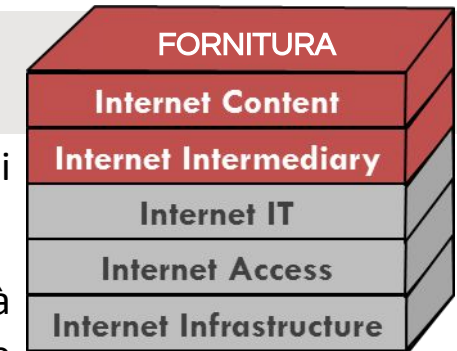 FORNITURA
Internet Content
i
Internet Intermediary
Internet IT
Internet Access
à
Internet Infrastructure